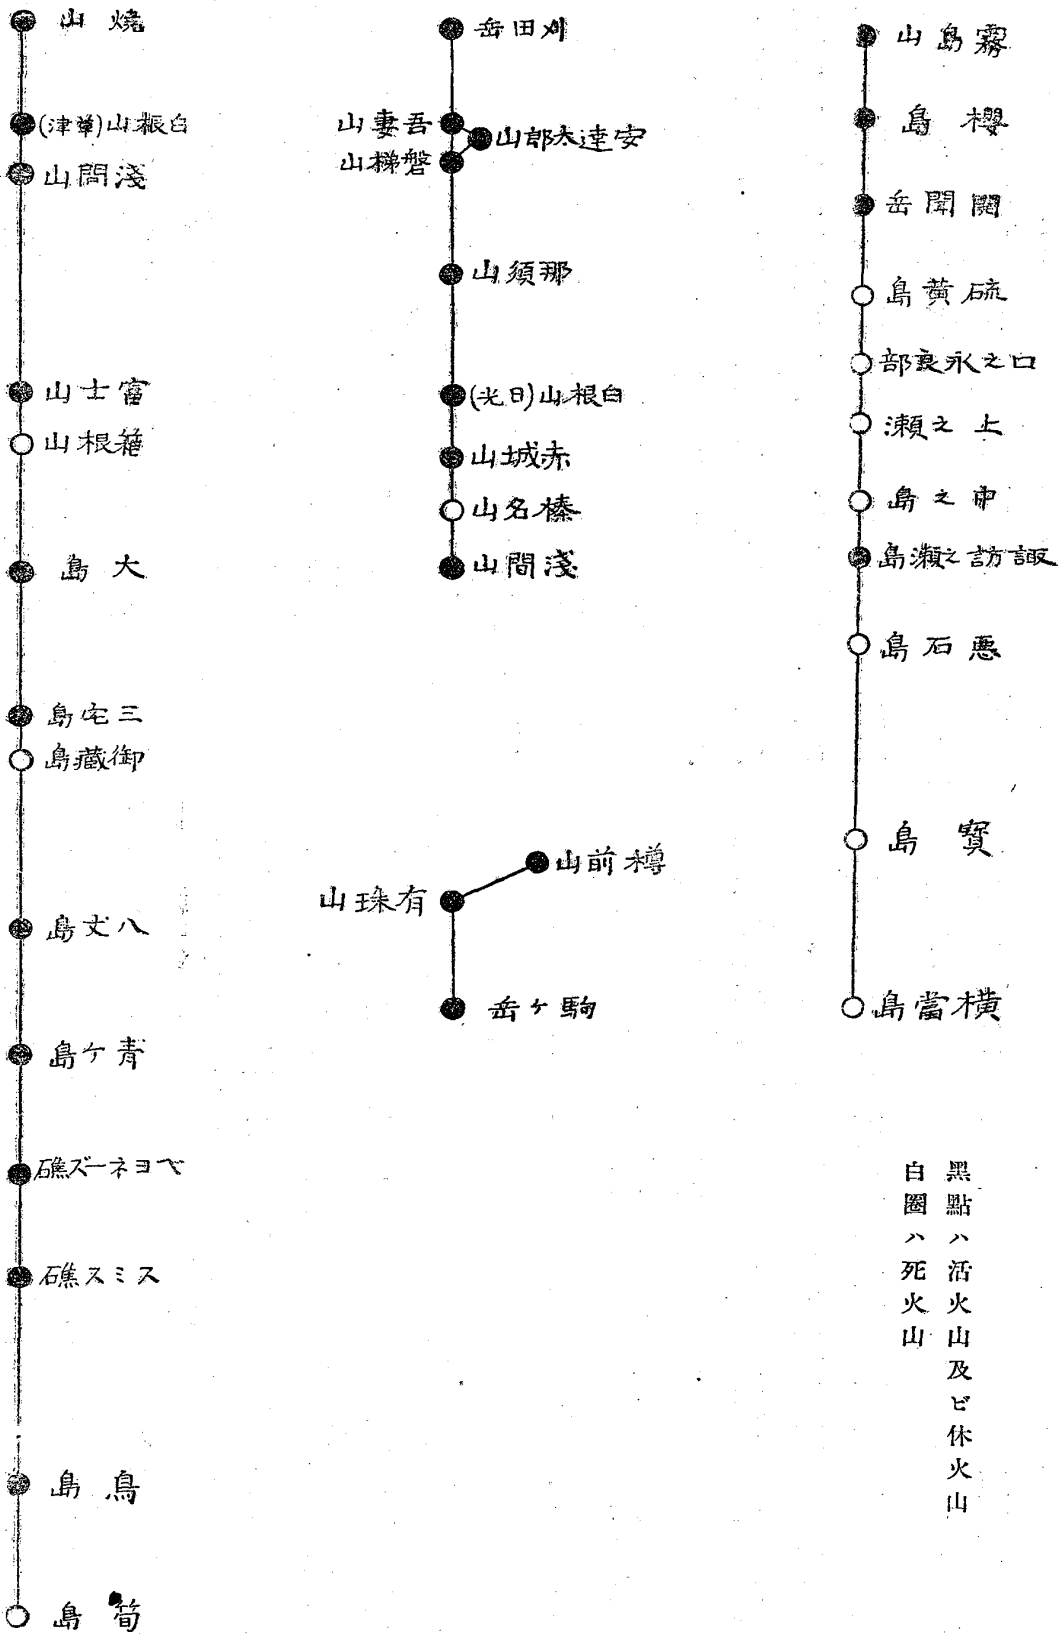 霧島山
櫻島
開聞岳
硫黄島
口之永良部
上之瀬
中之島
諏訪之瀬島
悪石島
寳島
横當島
刈田岳
吾妻山
安達太郎山
磐梯山
那須山
白根山(日光)
赤城山
榛名山
淺間山
樽前山
有珠山
駒ヶ岳
燒山
白根山(草津)
淺間山
富士山
箱根山
大島
三宅島
御藏島
八丈島
青ヶ島
ベヨネーズ礁
スミス礁
鳥島
筍島
黑點ハ活火山及ビ休火山
白圈ハ死火山